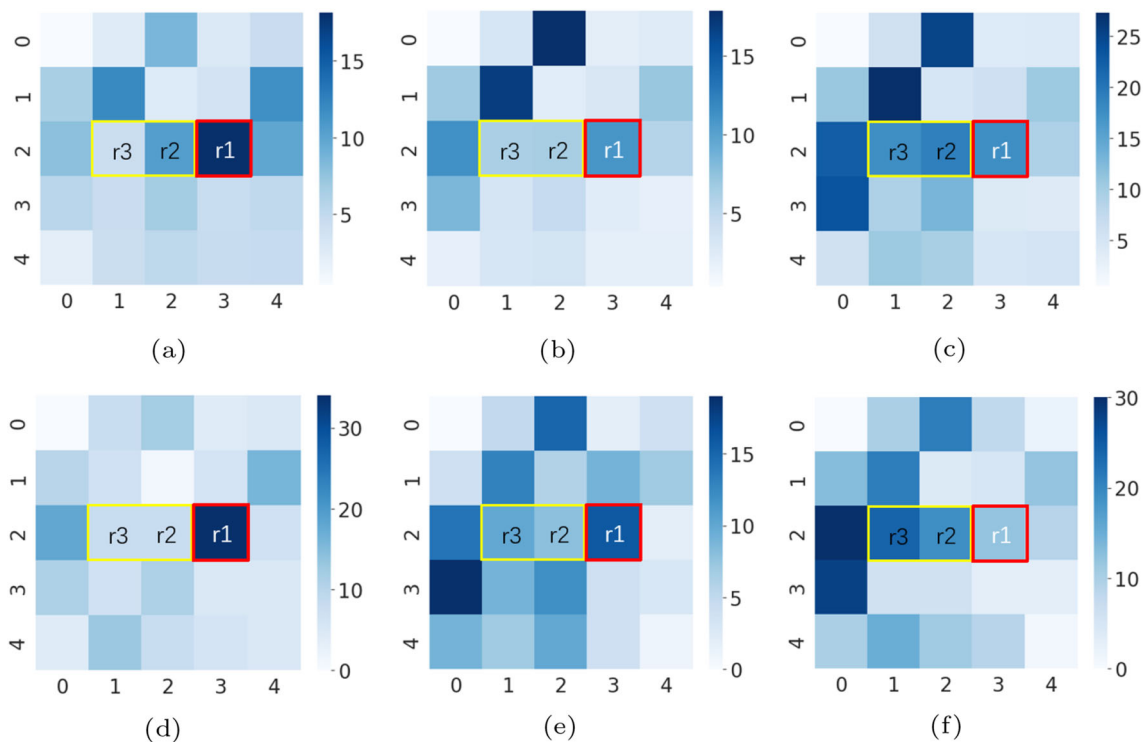 0 1 2 3 4
r3 r2 r1
0 1 2 3 4
15 10 5
(a)
0 1 2 3 4
r3 r2 r1
0 1 2 3 4
15 10 5
(b)
0 1 2 3 4
r3 r2 r1
0 1 2 3 4
25 20 15 10 5
(c)
0 1 2 3 4
r3 r2 r1
0 1 2 3 4
30 20 10 0
(d)
0 1 2 3 4
r3 r2 r1
0 1 2 3 4
15 10 5 0
(e)
0 1 2 3 4
r3 r2 r1
0 1 2 3 4
30 20 10 0
(f)